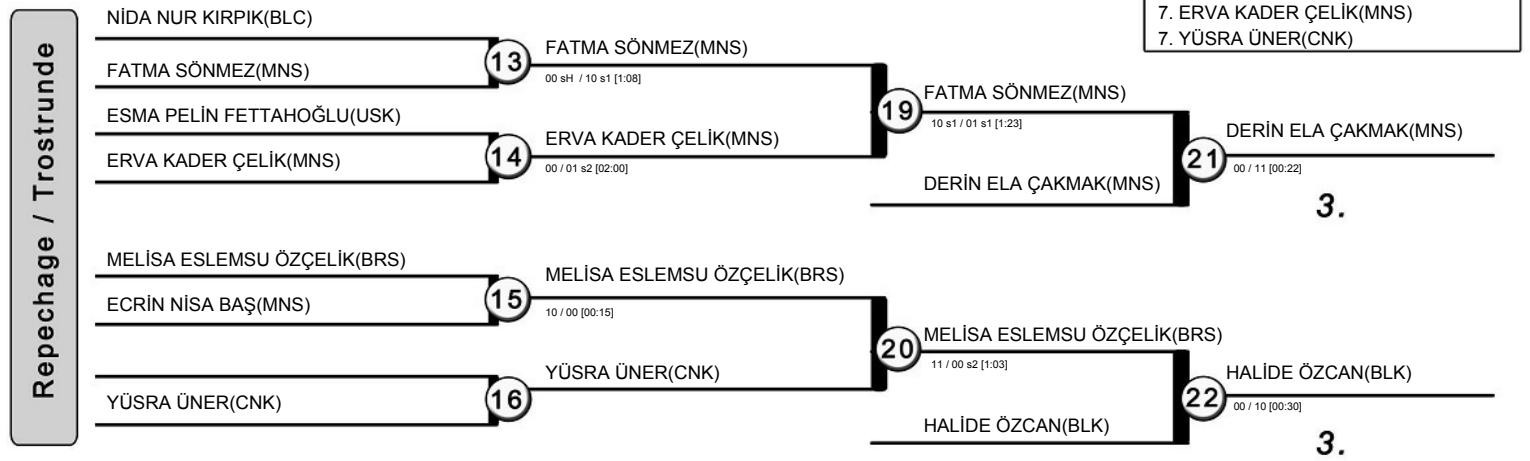 7. ERVA KADER ÇELİK(MNS)
7. YÜSRA ÜNER(CNK)
Repechage / Trostrunde
NİDA NUR KIRPIK(BLC)
FATMA SÖNMEZ(MNS)
13
FATMA SÖNMEZ(MNS)
00 sH / 10 s1 [1:08]
ESMA PELİN FETTAHOĞLU(USK)
ERVA KADER ÇELİK(MNS)
14
ERVA KADER ÇELİK(MNS)
00 / 01 s2 [02:00]
19
FATMA SÖNMEZ(MNS)
10 s1 / 01 s1 [1:23]
DERİN ELA ÇAKMAK(MNS)
21
DERİN ELA ÇAKMAK(MNS)
00 / 11 [00:22]
3.
MELİSA ESLEMSU ÖZÇELİK(BRS)
ECRİN NİSA BAŞ(MNS)
15
MELİSA ESLEMSU ÖZÇELİK(BRS)
10 / 00 [00:15]
YÜSRA ÜNER(CNK)
16
YÜSRA ÜNER(CNK)
20
MELİSA ESLEMSU ÖZÇELİK(BRS)
11 / 00 s2 [1:03]
HALİDE ÖZCAN(BLK)
22
HALİDE ÖZCAN(BLK)
00 / 10 [00:30]
3.